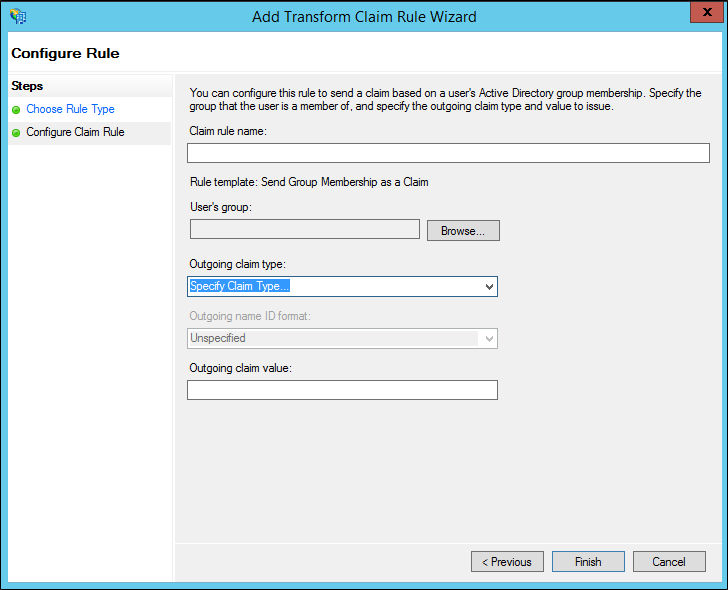 Add Transform Claim Rule Wizard
X
Configure Rule
Steps
Choose Rule Type
Configure Claim Rule
You can configure this rule to send a claim based on a user's Active Directory group membership. Specify the
group that the user is a member of, and specify the outgoing claim type and value to issue.
Claim rule name:
Rule template: Send Group Membership as a Claim
User's group:
Browse...
Outgoing claim type:
Specify Claim Type...
Outgoing name ID format:
Unspecified
Outgoing claim value:
< Previous
Finish
Cancel